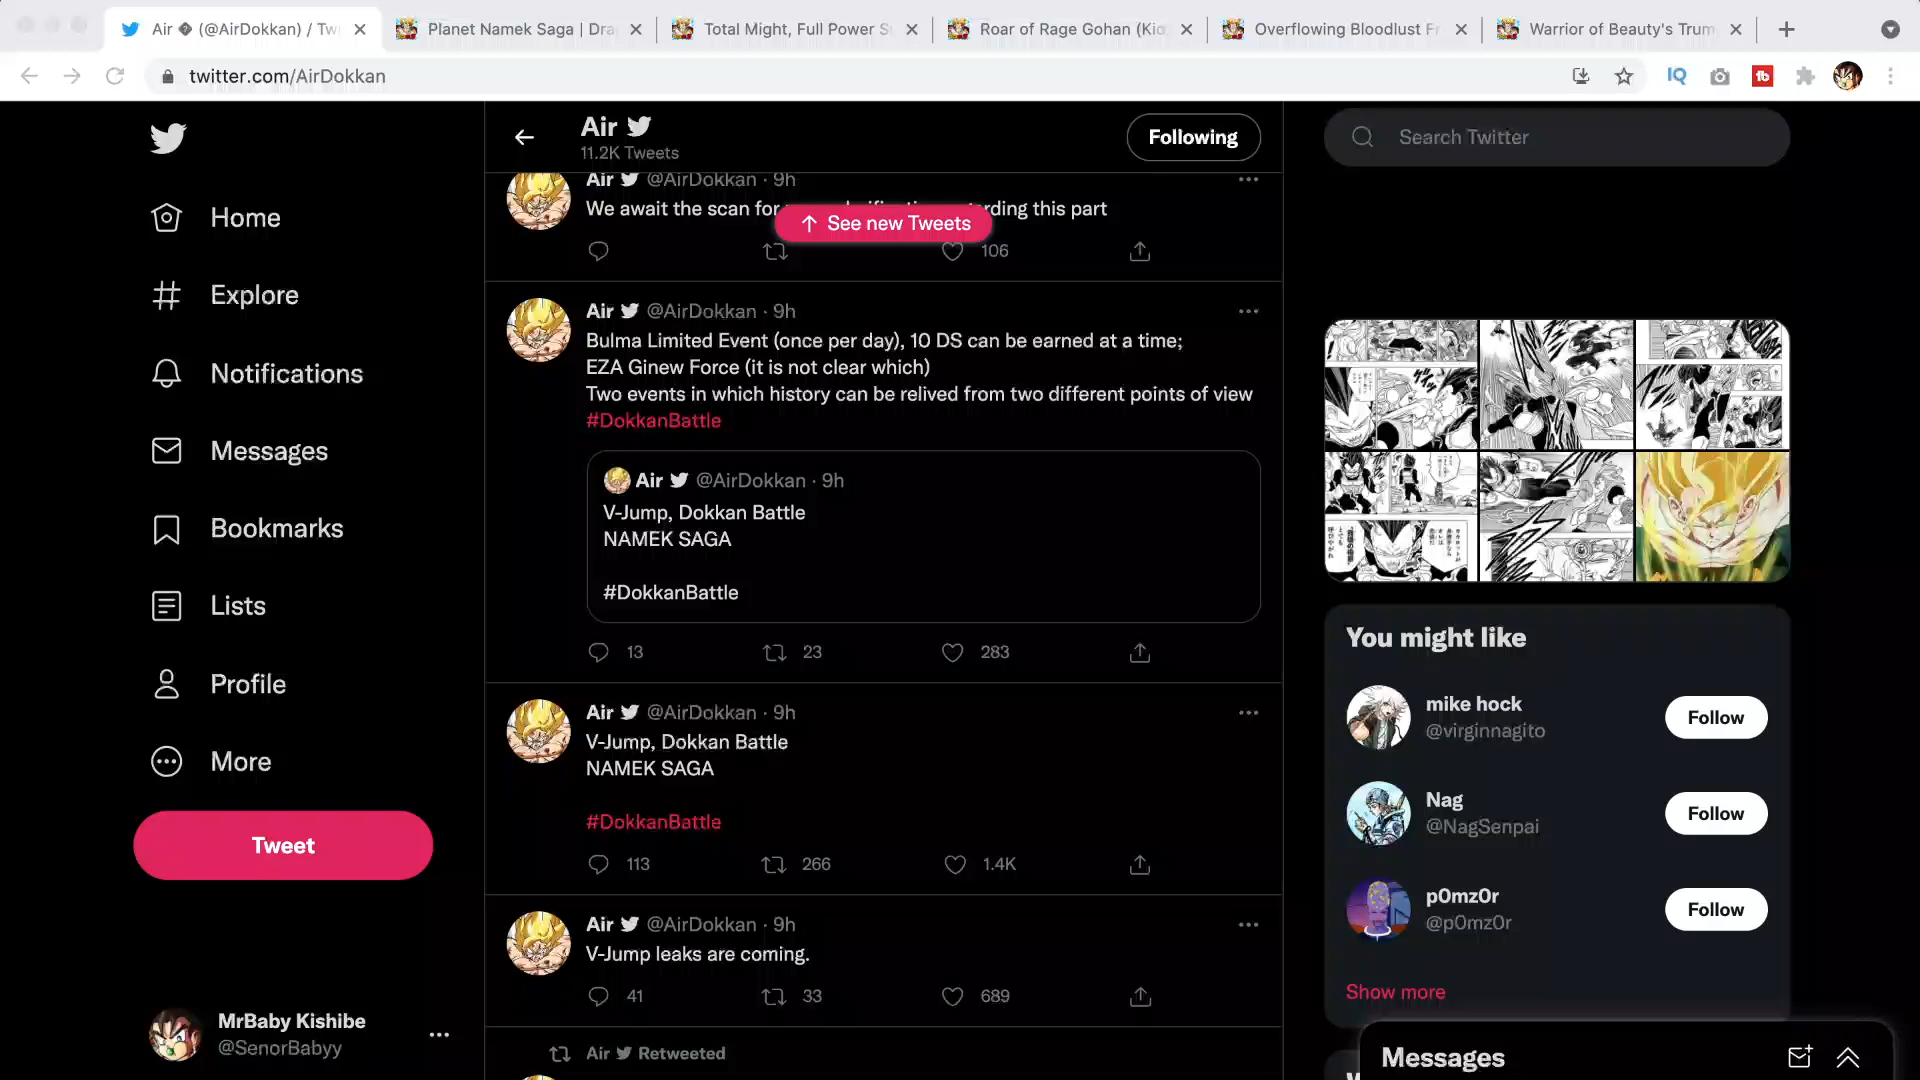 Air � (@AirDokkan) / Tw
Planet Namek Saga | Dra
Total Might, Full Power S
Roar of Rage Gohan (Kid
Overflowing Bloodlust Fr
Warrior of Beauty's Trum
twitter.com/AirDokkan
IQ
tb
Air
11.2K Tweets
Following
Search Twitter
Home
Explore
Notifications
Messages
Bookmarks
Lists
Profile
More
Tweet
MrBaby Kishibe
@SenorBabyy
Air @AirDokkan · 9h
We await the scan for
rding this part
See new Tweets
106
Air @AirDokkan · 9h
Bulma Limited Event (once per day), 10 DS can be earned at a time;
EZA Ginew Force (it is not clear which)
Two events in which history can be relived from two different points of view
#DokkanBattle
Air @AirDokkan · 9h
V-Jump, Dokkan Battle
NAMEK SAGA
#DokkanBattle
13 23 283
Air @AirDokkan · 9h
V-Jump, Dokkan Battle
NAMEK SAGA
#DokkanBattle
113 266 1.4K
Air @AirDokkan · 9h
V-Jump leaks are coming.
41 33 689
Air Retweeted
You might like
mike hock
@virginnagito
Follow
Nag
@NagSenpai
Follow
p0mz0r
@p0mz0r
Follow
Show more
Messages